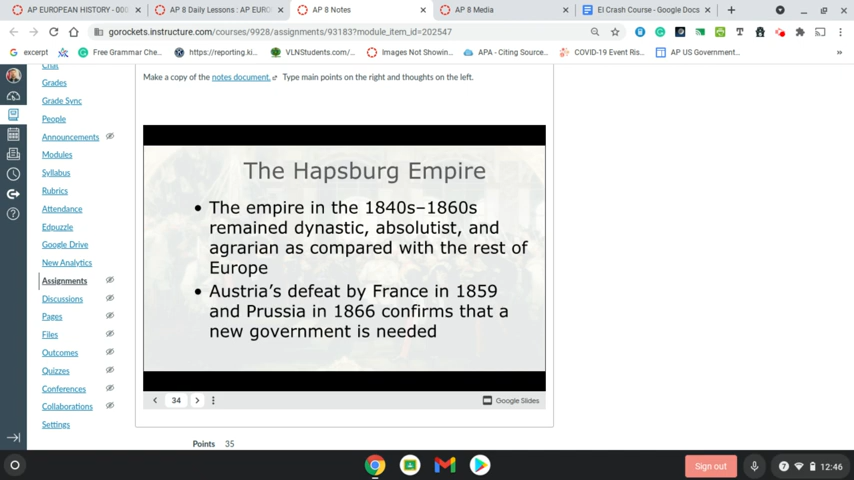 AP EUROPEAN HISTORY - 000
AP 8 Daily Lessons : AP EURO
AP 8 Notes
AP 8 Media
EI Crash Course - Google Docs
gorockets.instructure.com/courses/9928/assignments/93183?module_item_id=202547
excerpt
Free Grammar Che...
https://reporting.ki...
VLNStudents.com/...
Images Not Showin...
APA - Citing Source...
COVID-19 Event Ris...
AP US Government...
Chat
Grades
Grade Sync
People
Announcements
Modules
Syllabus
Rubrics
Attendance
Edpuzzle
Google Drive
New Analytics
Assignments
Discussions
Pages
Files
Outcomes
Quizzes
Conferences
Collaborations
Settings
Make a copy of the notes document. Type main points on the right and thoughts on the left.
The Hapsburg Empire
• The empire in the 1840s–1860s
remained dynastic, absolutist, and
agrarian as compared with the rest of
Europe
• Austria's defeat by France in 1859
and Prussia in 1866 confirms that a
new government is needed
34
Google Slides
Points 35
Sign out
12:46